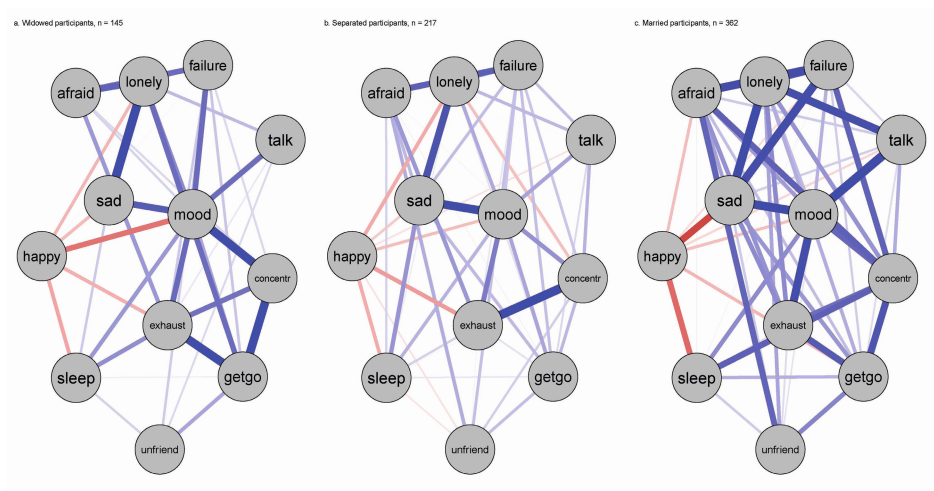 a. Widowed participants, n = 145
afraid
lonely
failure
talk
sad
mood
happy
concentr
exhaust
sleep
getgo
unfriend
b. Separated participants, n = 217
afraid
lonely
failure
talk
sad
mood
happy
concentr
exhaust
sleep
getgo
unfriend
c. Married participants, n = 362
afraid
lonely
failure
talk
sad
mood
happy
concentr
exhaust
sleep
getgo
unfriend